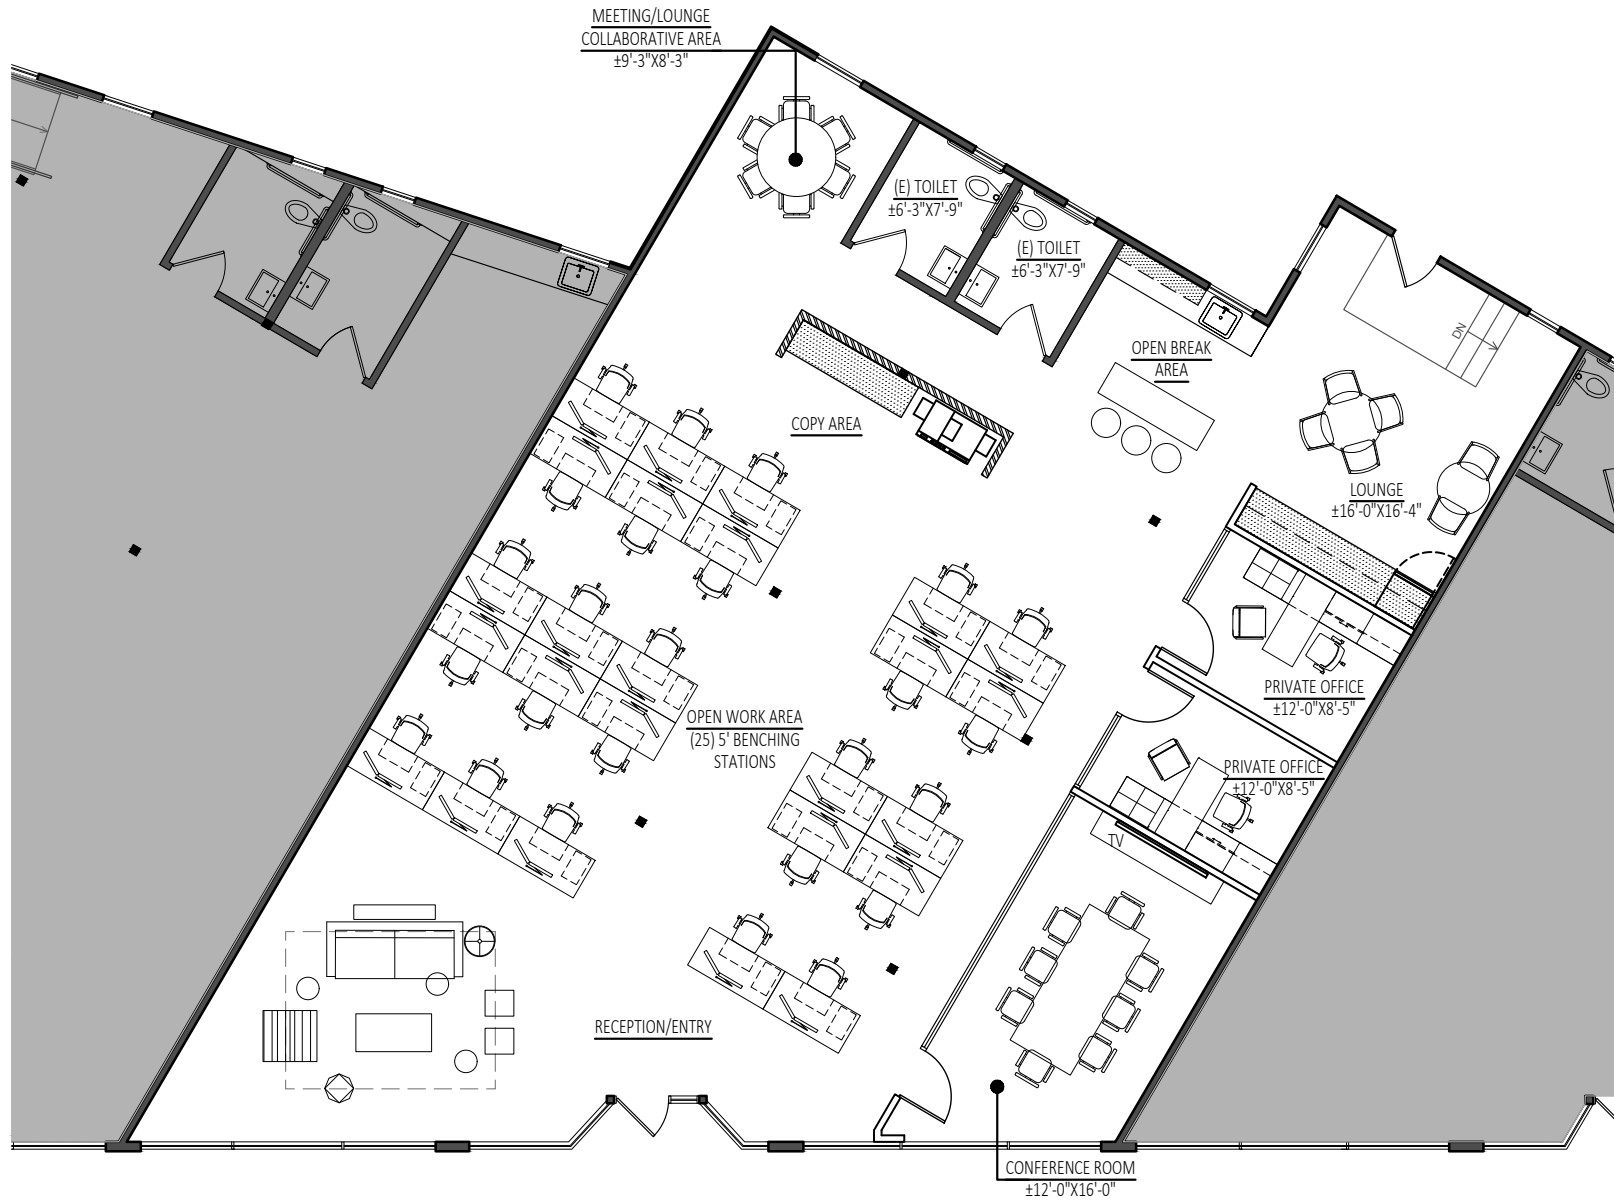 MEETING/LOUNGE
COLLABORATIVE AREA
±9'-3"X8'-3"
(E) TOILET
±6'-3"X7'-9"
(E) TOILET
±6'-3"X7'-9"
OPEN BREAK
AREA
DN
COPY AREA
LOUNGE
±16'-0"X16'-4"
PRIVATE OFFICE
±12'-0"X8'-5"
OPEN WORK AREA
(25) 5' BENCHING
STATIONS
PRIVATE OFFICE
±12'-0"X8'-5"
TV
RECEPTION/ENTRY
CONFERENCE ROOM
±12'-0"X16'-0"